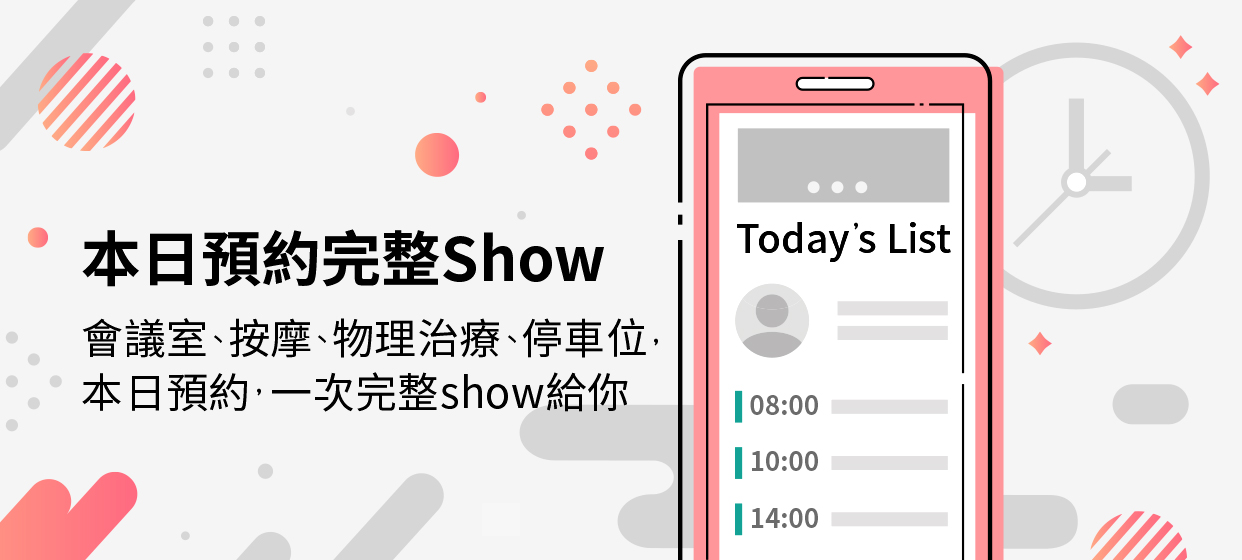 本日預約完整Show
會議室、按摩、物理治療、停車位，
本日預約，一次完整show給你
Today's List
08:00
10:00
14:00